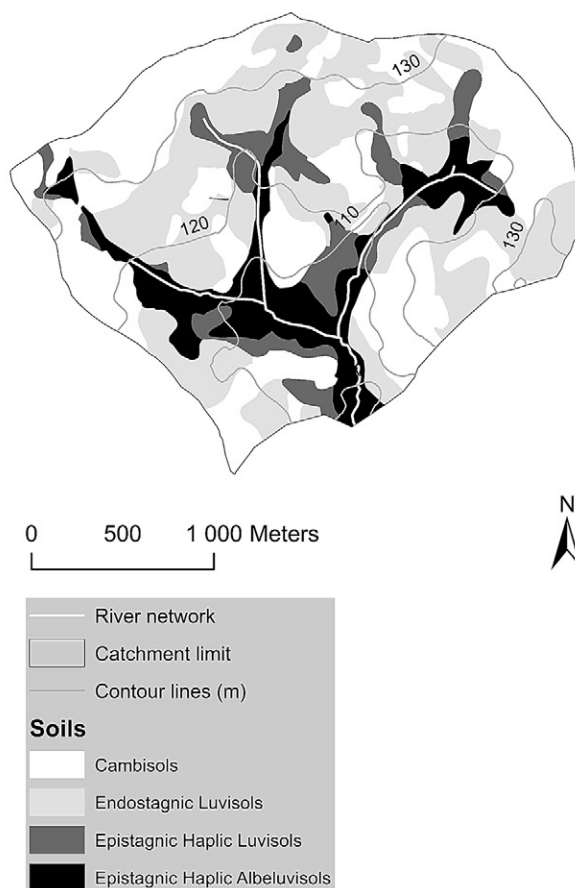 130
120
110
130
0 500 1 000 Meters
N
River network
Catchment limit
Contour lines (m)
Soils
Cambisols
Endostagnic Luvisols
Epistagnic Haplic Luvisols
Epistagnic Haplic Albeluvisols